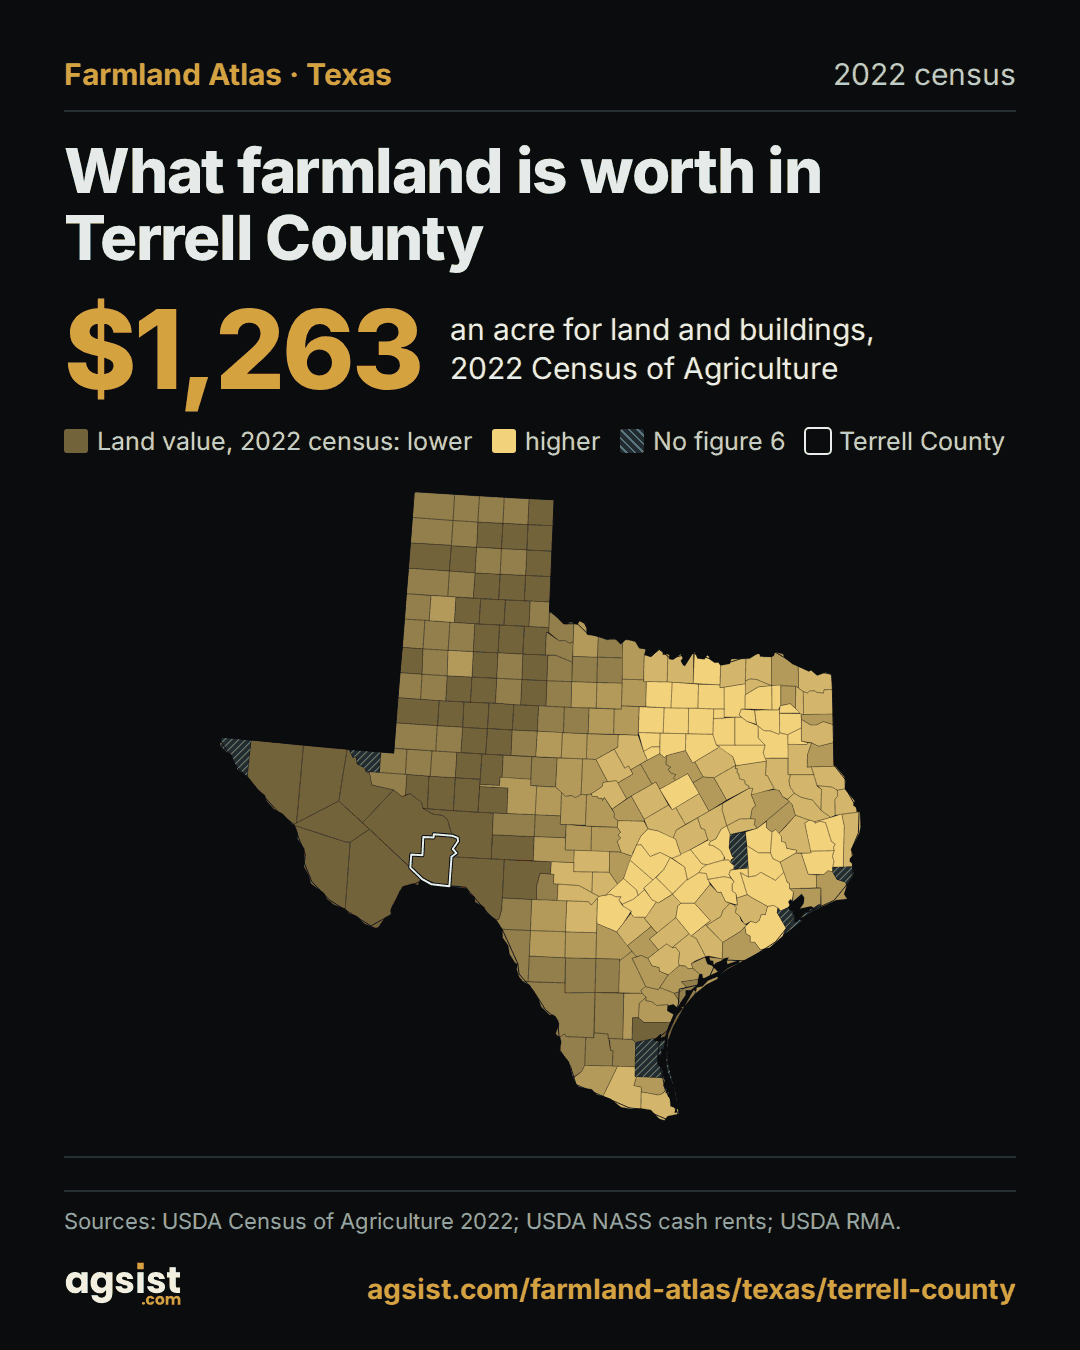 Farmland Atlas · Texas
2022 census
What farmland is worth in
Terrell County
$1,263
an acre for land and buildings,
2022 Census of Agriculture
Land value, 2022 census: lower
higher
No figure 6
Terrell County
Sources: USDA Census of Agriculture 2022; USDA NASS cash rents; USDA RMA.
agsist
.com
agsist.com/farmland-atlas/texas/terrell-county